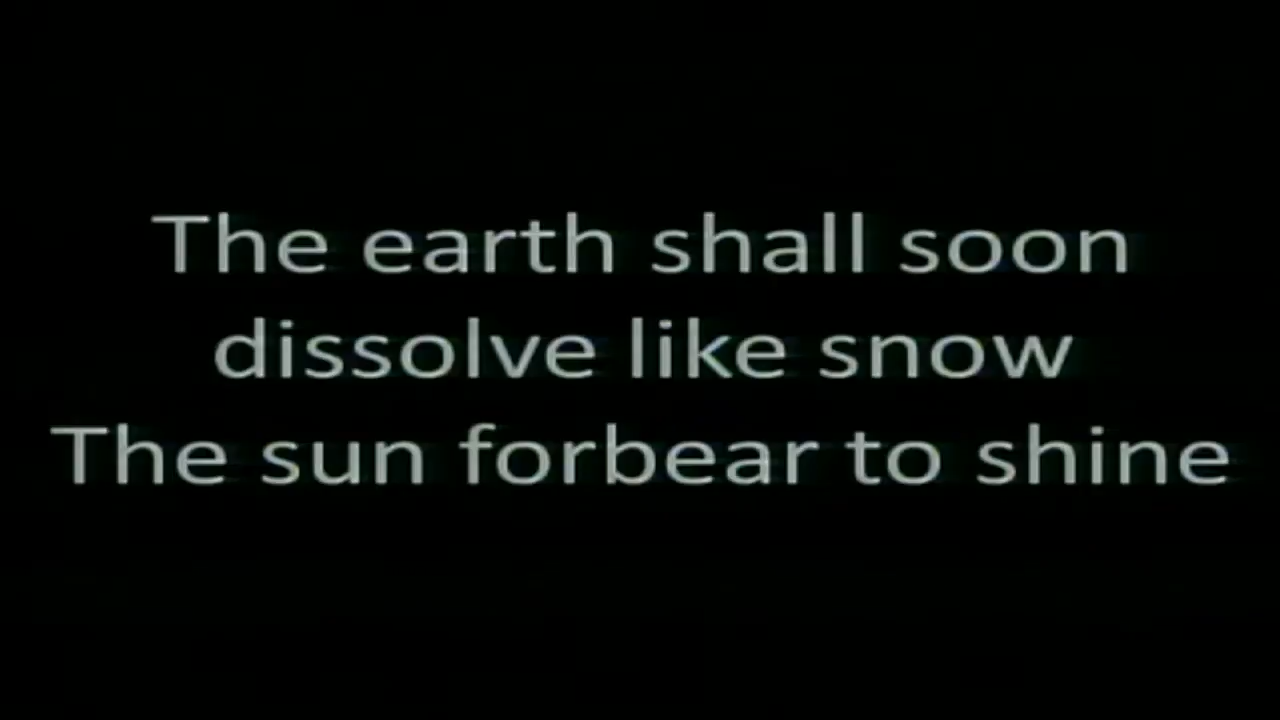 The earth shall soon
dissolve like snow
The sun forbear to shine